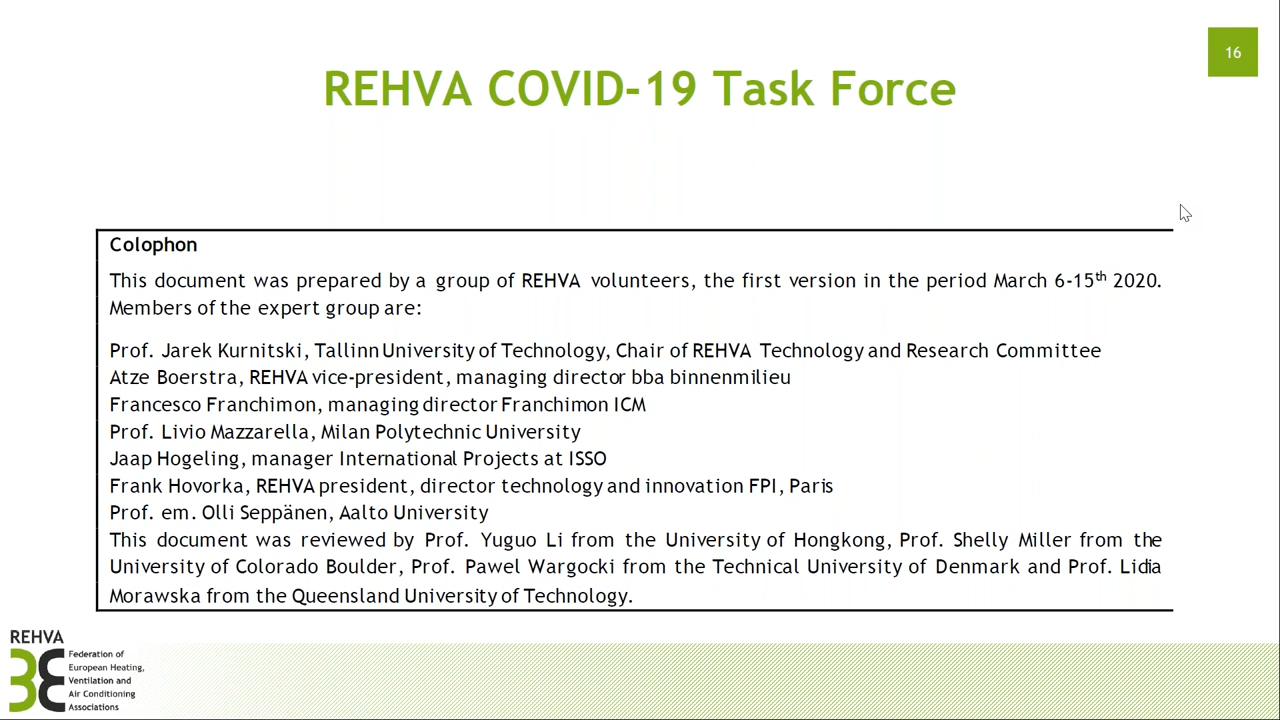 16
REHVA COVID-19 Task Force
Colophon
This document was prepared by a group of REHVA volunteers, the first version in the period March 6-15th 2020.
Members of the expert group are:
Prof. Jarek Kurnitski, Tallinn University of Technology, Chair of REHVA Technology and Research Committee
Atze Boerstra, REHVA vice-president, managing director bba binnenmilieu
Francesco Franchimon, managing director Franchimon ICM
Prof. Livio Mazzarella, Milan Polytechnic University
Jaap Hogeling, manager International Projects at ISSO
Frank Hovorka, REHVA president, director technology and innovation FPI, Paris
Prof. em. Olli Seppänen, Aalto University
This document was reviewed by Prof. Yuguo Li from the University of Hongkong, Prof. Shelly Miller from the
University of Colorado Boulder, Prof. Pawel Wargocki from the Technical University of Denmark and Prof. Lidia
Morawska from the Queensland University of Technology.
REHVA
Federation of
European Heating,
Ventilation and
Air Conditioning
Associations